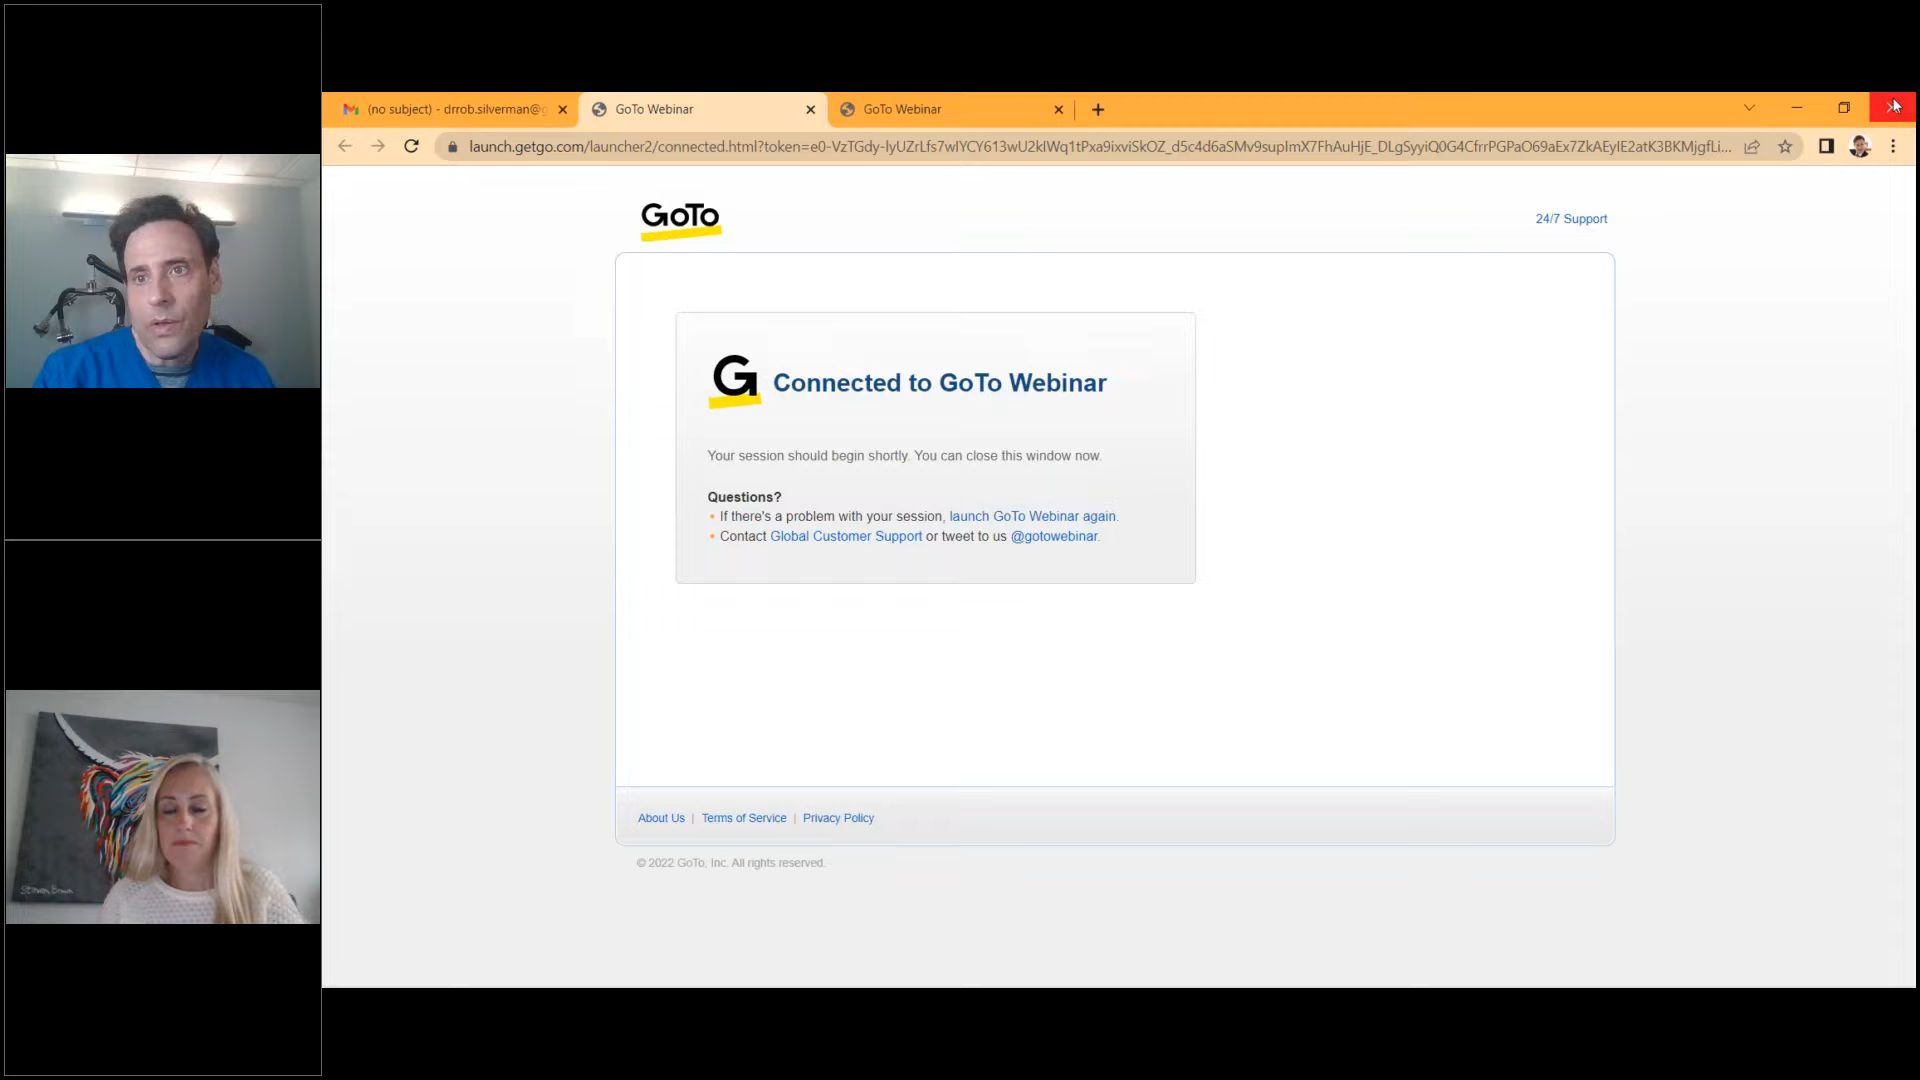 (no subject) - drrob.silverman@g
GoTo Webinar
GoTo Webinar
launch.getgo.com/launcher2/connected.html?token=e0-VzTGdy-lyUZrLfs7wIYCY613wU2kIWq1tPxa9ixviSkOZ_d5c4d6aSMv9supImX7FhAuHjE_DLgSyyiQ0G4CfrrPGPaO69aEx7ZkAEyIE2atK3BKMjgfLi...
GoTo
24/7 Support
G Connected to GoTo Webinar
Your session should begin shortly. You can close this window now.
Questions?
• If there's a problem with your session, launch GoTo Webinar again.
• Contact Global Customer Support or tweet to us @gotowebinar.
About Us | Terms of Service | Privacy Policy
© 2022 GoTo, Inc. All rights reserved.